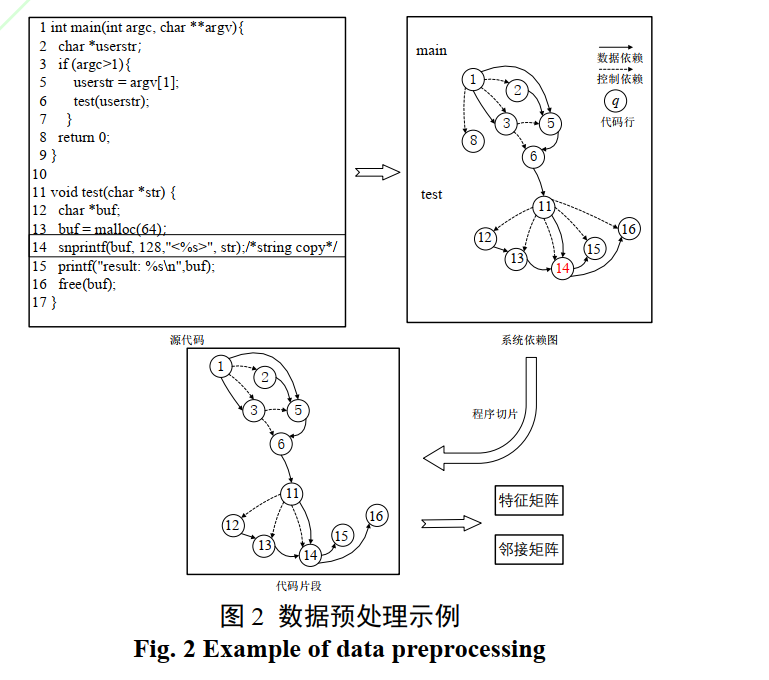 1 int main(int argc, char **argv){
2 char *userstr;
3 if (argc>1){
5 userstr = argv[1];
6 test(userstr);
7 }
8 return 0;
9 }
10
11 void test(char *str) {
12 char *buf;
13 buf = malloc(64);
14 snprintf(buf, 128,"<%s>", str);/*string copy*/
15 printf("result: %s\n",buf);
16 free(buf);
17 }
源代码
main
数据依赖
控制依赖
q
代码行
1
2
3
5
8
6
test
11
12
13
14
15
16
系统依赖图
程序切片
1
2
3
5
6
11
12
13
14
15
16
代码片段
特征矩阵
邻接矩阵
图 2 数据预处理示例
Fig. 2 Example of data preprocessing